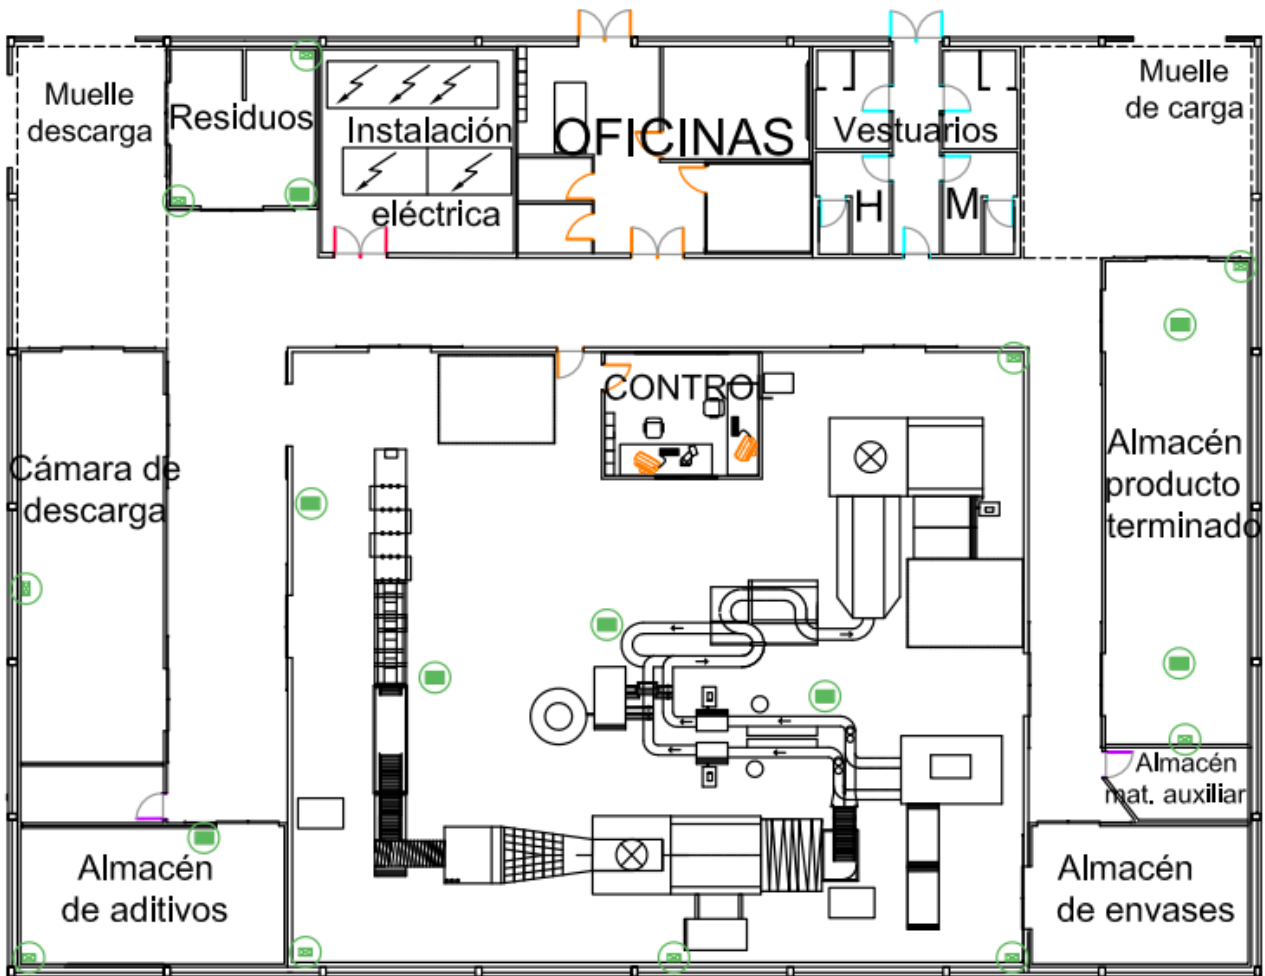 Muelle
descarga
Residuos
Instalación
eléctrica
OFICINAS
Vestuarios
H
M
Muelle
de carga
CONTROL
Cámara de
descarga
Almacén
producto
terminado
Almacén
mat. auxiliar
Almacén
de aditivos
Almacén
de envases